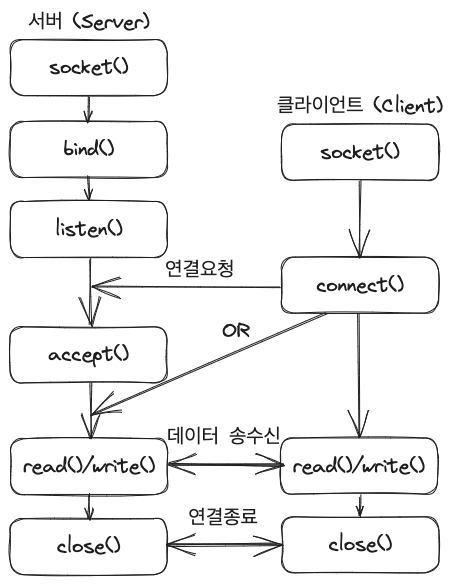 서버 (Server)
socket()
bind()
listen()
accept()
read()/write()
close()
클라이언트 (Client)
socket()
connect()
read()/write()
close()
연결요청
OR
데이터 송수신
연결종료